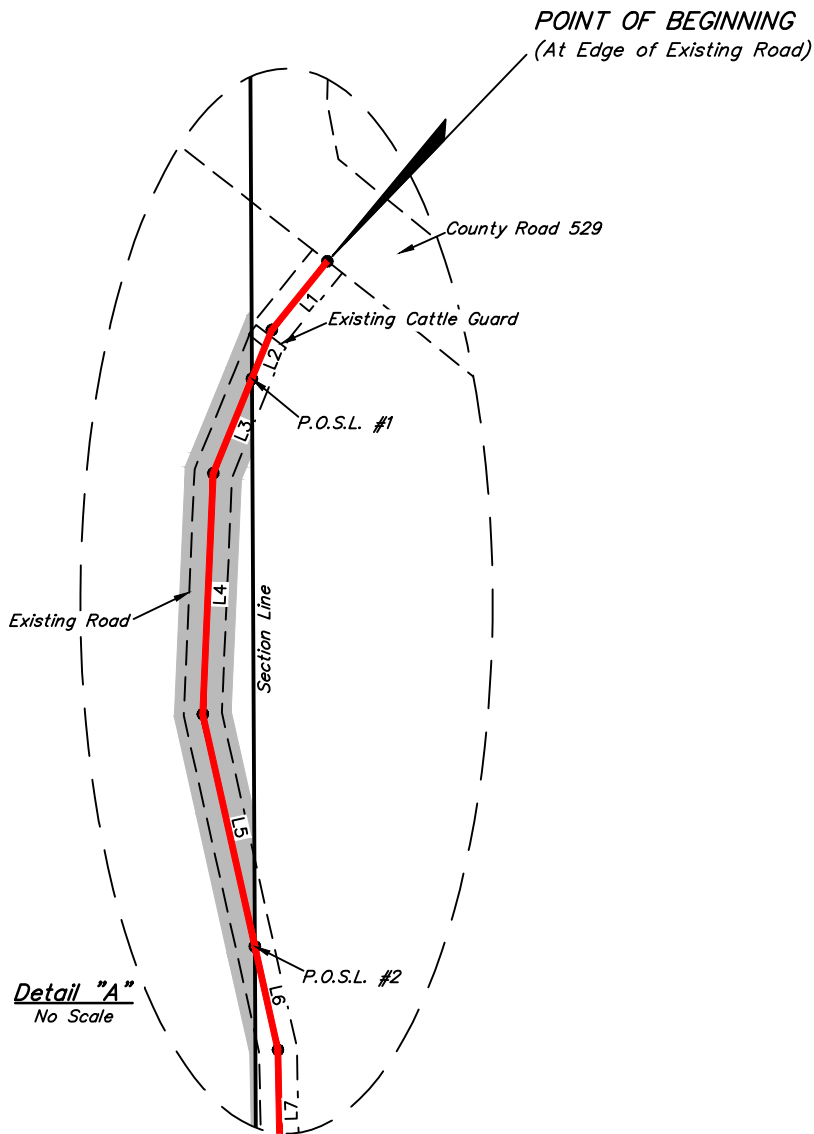 POINT OF BEGINNING
(At Edge of Existing Road)
County Road 529
L1
Existing Cattle Guard
L2
P.O.S.L. #1
L3
L4
Existing Road
Section Line
L5
P.O.S.L. #2
L6
Detail "A"
No Scale
L7